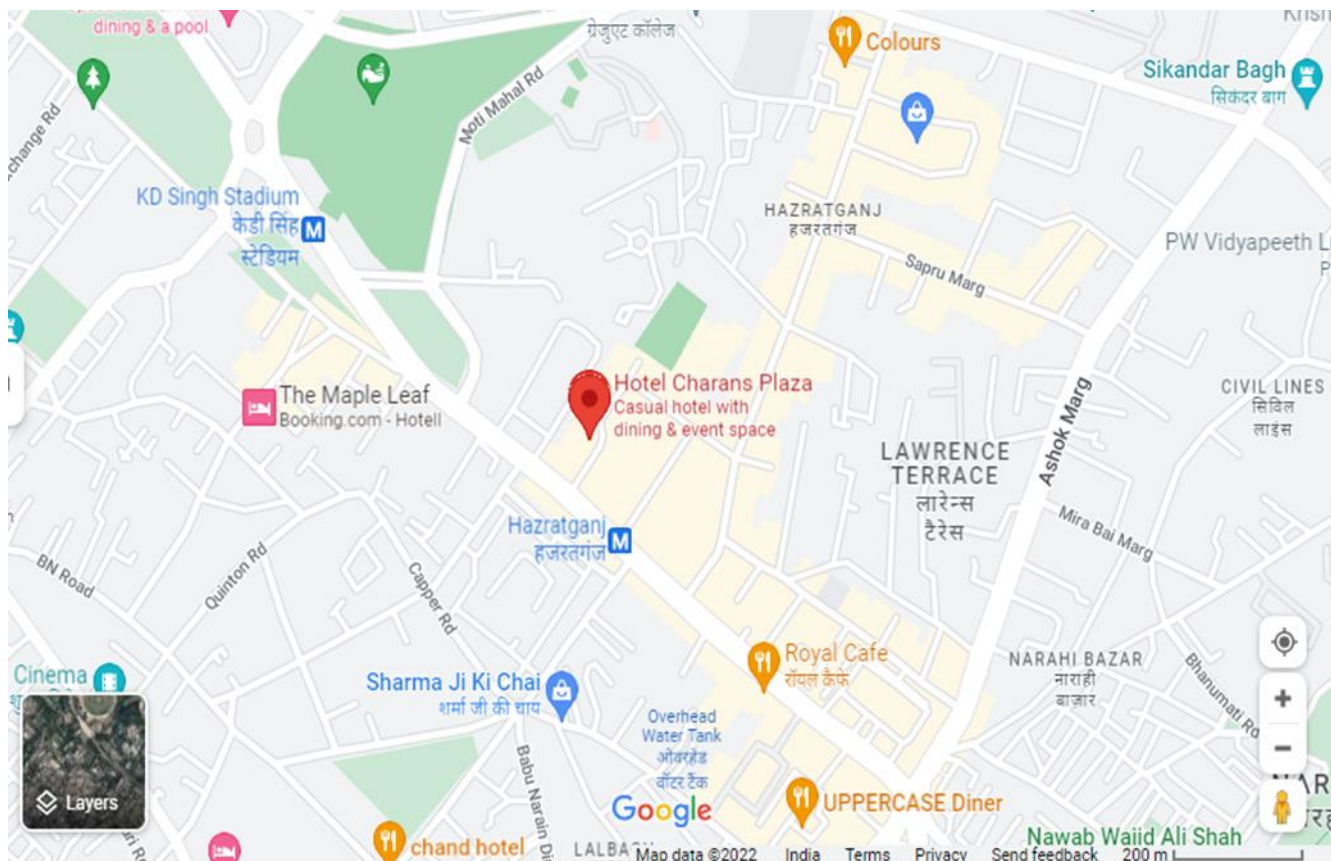 dining & a pool
ग्रेजुएट कॉलेज
Colours
Sikandar Bagh
सिकंदर बाग
Moti Mahal Rd
KD Singh Stadium
केडी सिंह
स्टेडियम
M
HAZRATGANJ
हजरतगंज
Sapru Marg
PW Vidyapeeth
The Maple Leaf
Booking.com - Hotell
Hotel Charans Plaza
Casual hotel with
dining & event space
CIVIL LINES
सिविल
लाइंस
Ashok Marg
LAWRENCE
TERRACE
लारेन्स
टैरेस
Mira Bai Marg
Hazratganj
हजरतगंज
M
BN Road
Quinton Rd
Capper Rd
Royal Cafe
रॉयल कैफे
NARAHI BAZAR
नाराही
बाज़ार
Bhanumati Rd
Cinema
Sharma Ji Ki Chai
शर्मा जी की चाय
Overhead
Water Tank
ओवरहेड
वॉटर टैंक
Layers
Google
UPPERCASE Diner
chand hotel
Nawab Wajid Ali Shah
Map data ©2022 India Terms Privacy Send feedback 200 m